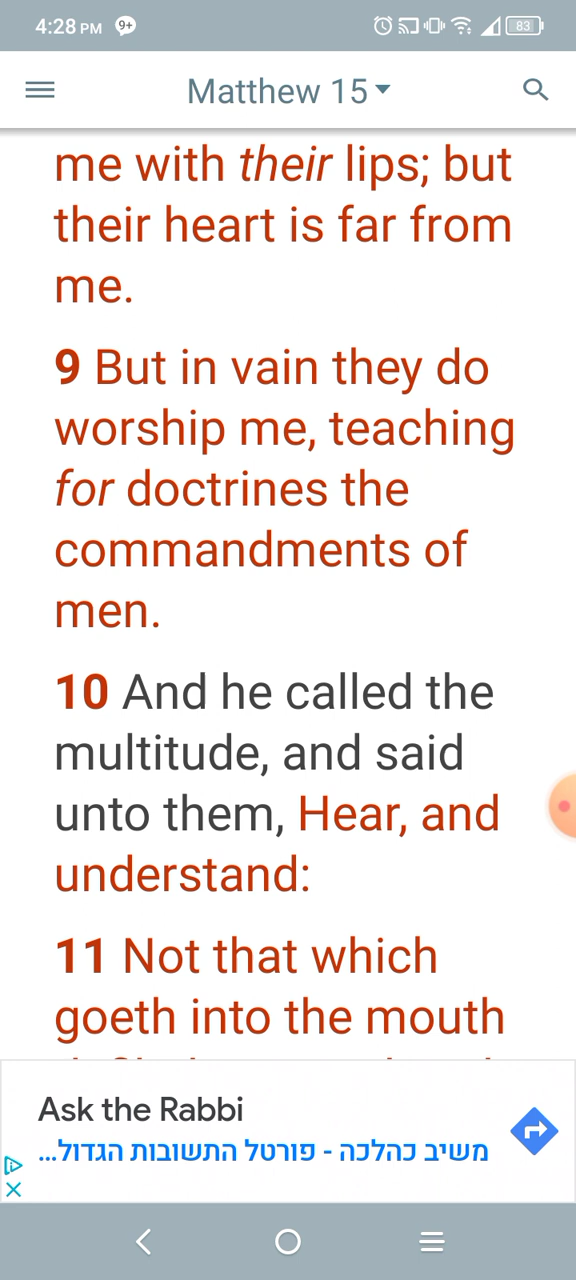 4:28 PM 9+ 83
Matthew 15
me with their lips; but
their heart is far from
me.
9 But in vain they do
worship me, teaching
for doctrines the
commandments of
men.
10 And he called the
multitude, and said
unto them, Hear, and
understand:
11 Not that which
goeth into the mouth
Ask the Rabbi
משיב כהלכה - פורטל התשובות הגדול...